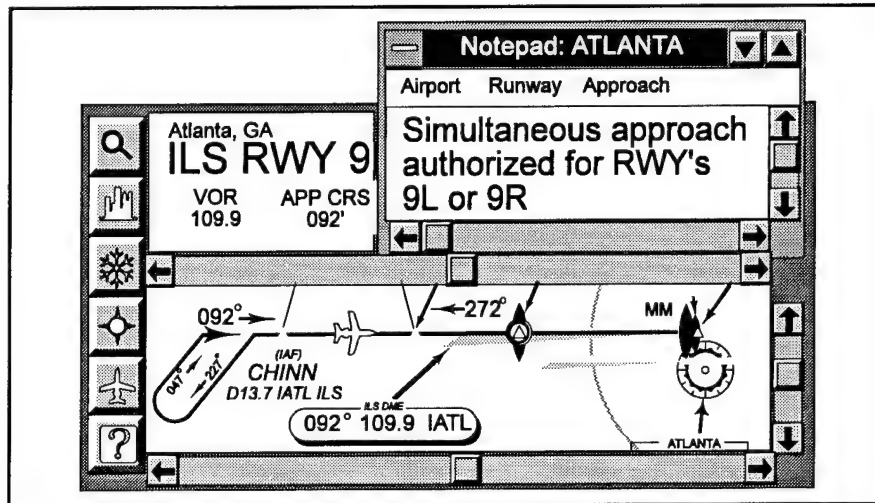 Notepad: ATLANTA
Airport Runway Approach
Simultaneous approach
authorized for RWY's
9L or 9R
Atlanta, GA
ILS RWY 9
VOR APP CRS
109.9 092'
092°
272°
MM
047°
227°
(IAF)
CHINN
D13.7 IATL ILS
ILS DME
092° 109.9 IATL
ATLANTA
?